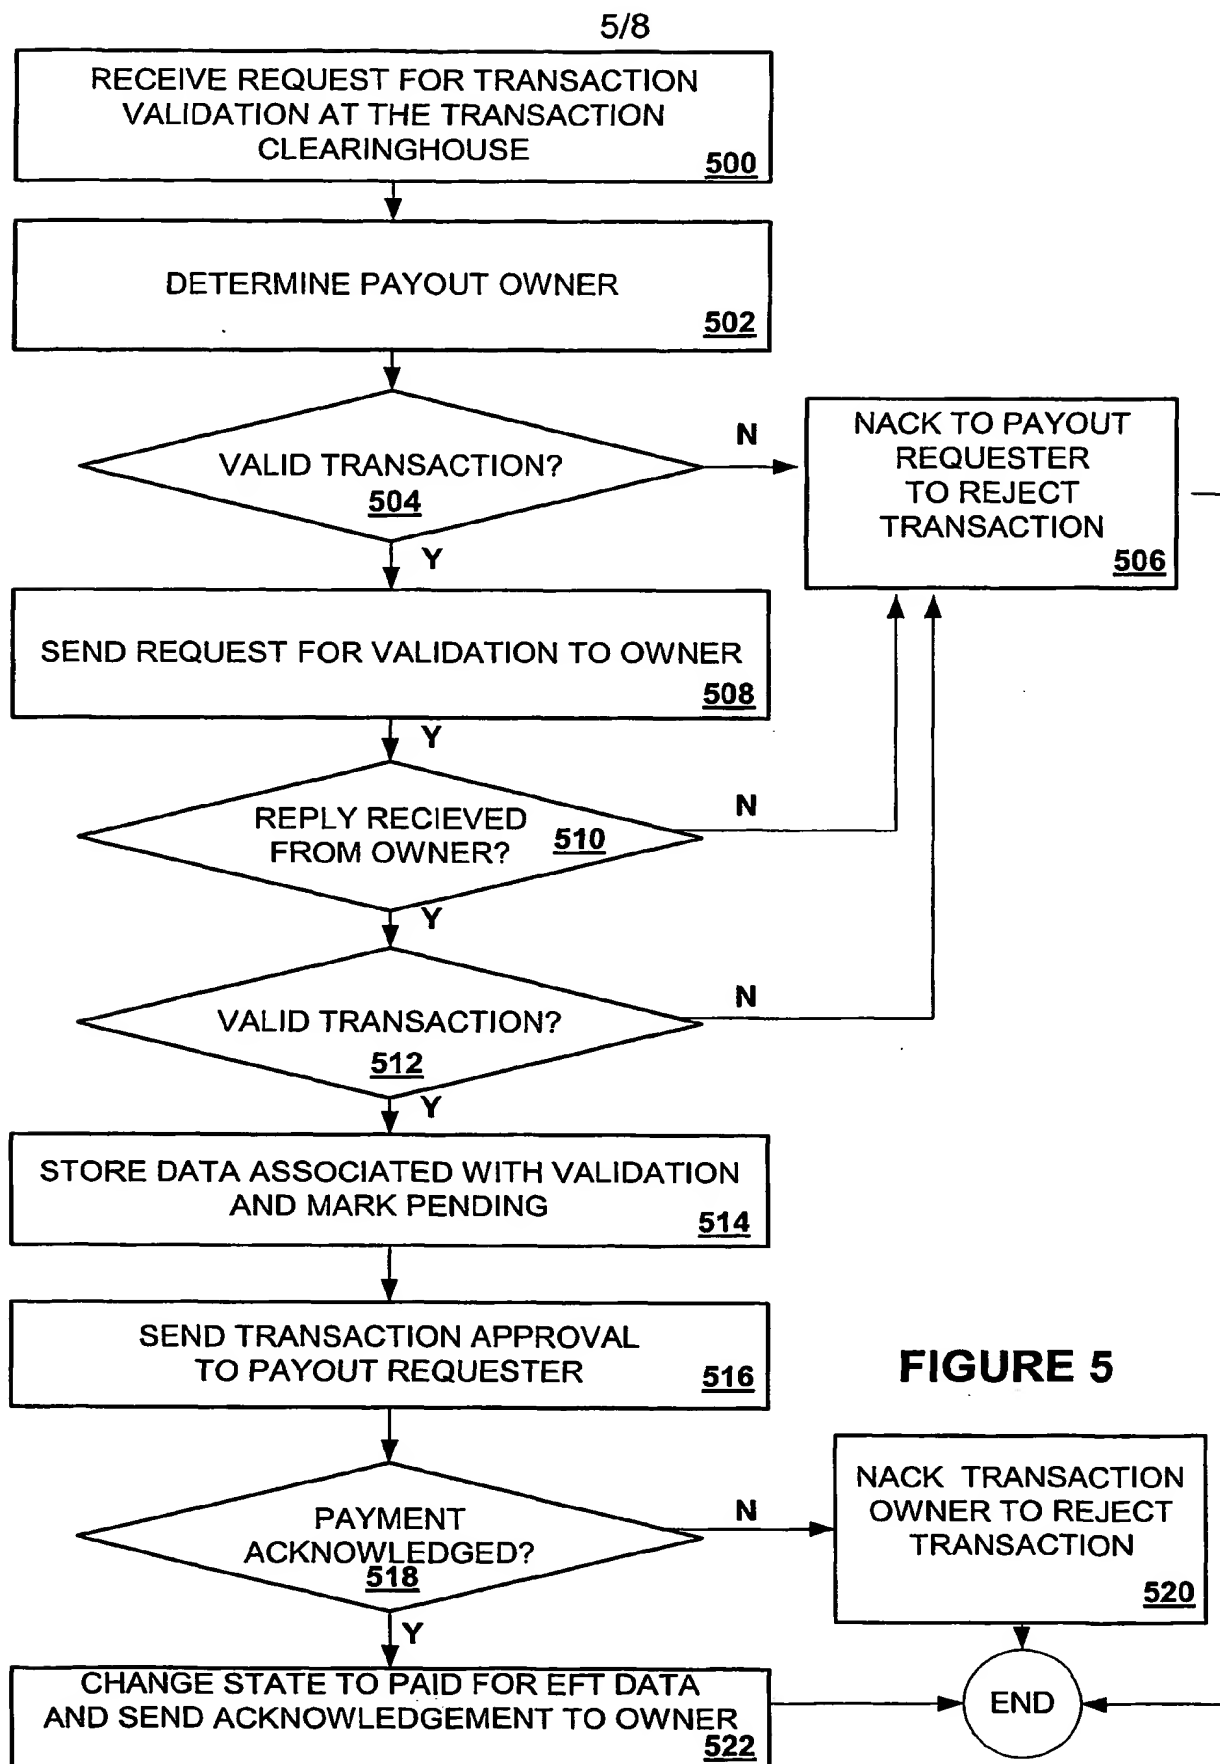 5/8
RECEIVE REQUEST FOR TRANSACTION
VALIDATION AT THE TRANSACTION
CLEARINGHOUSE
500
DETERMINE PAYOUT OWNER
502
VALID TRANSACTION?
504
N
NACK TO PAYOUT
REQUESTER
TO REJECT
TRANSACTION
506
Y
SEND REQUEST FOR VALIDATION TO OWNER
508
Y
REPLY RECIEVED
FROM OWNER?
510
N
Y
VALID TRANSACTION?
512
N
Y
STORE DATA ASSOCIATED WITH VALIDATION
AND MARK PENDING
514
SEND TRANSACTION APPROVAL
TO PAYOUT REQUESTER
516
FIGURE 5
PAYMENT
ACKNOWLEDGED?
518
N
NACK TRANSACTION
OWNER TO REJECT
TRANSACTION
520
Y
CHANGE STATE TO PAID FOR EFT DATA
AND SEND ACKNOWLEDGEMENT TO OWNER
522
END